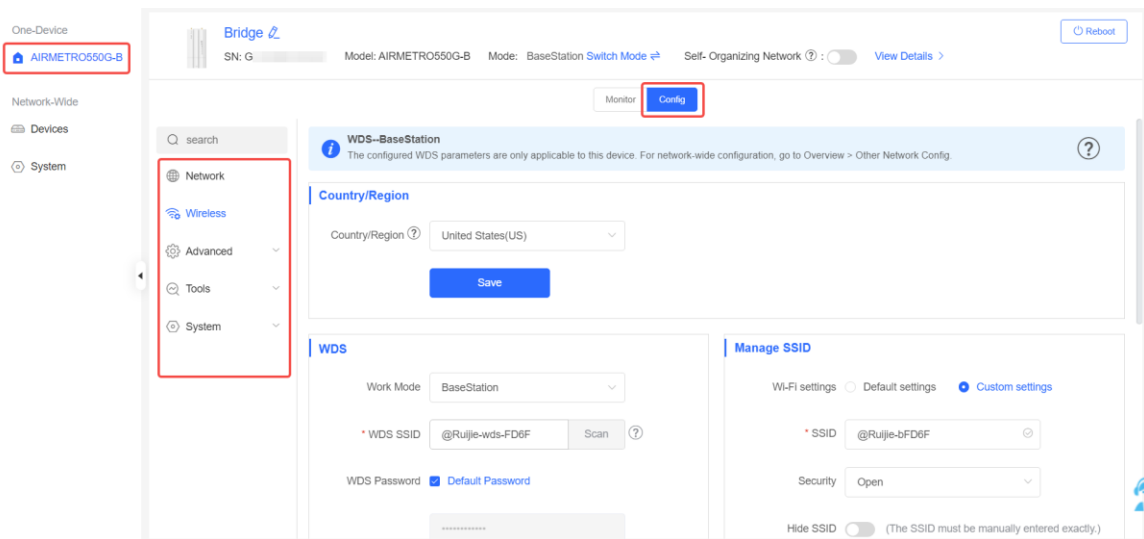 One-Device
AIRMETRO550G-B
Network-Wide
Devices
System
Bridge
Reboot
SN: G
Model: AIRMETRO550G-B
Mode: BaseStation Switch Mode
Self- Organizing Network ? :
View Details >
Monitor
Config
search
Network
Wireless
Advanced
Tools
System
WDS--BaseStation
The configured WDS parameters are only applicable to this device. For network-wide configuration, go to Overview > Other Network Config.
Country/Region
Country/Region ? United States(US)
Save
WDS
Work Mode BaseStation
* WDS SSID @Ruijie-wds-FD6F Scan ?
WDS Password Default Password
************
Manage SSID
Wi-Fi settings Default settings Custom settings
* SSID @Ruijie-bFD6F
Security Open
Hide SSID (The SSID must be manually entered exactly.)